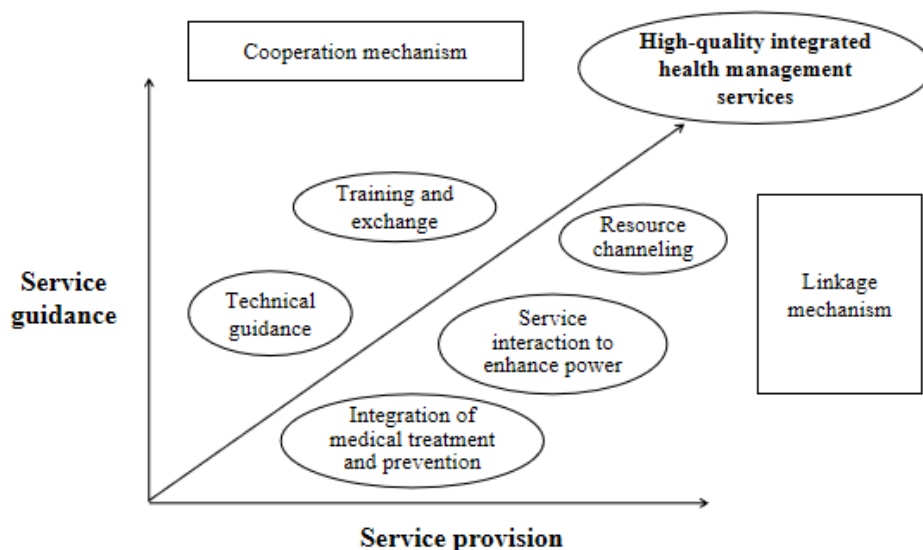 Cooperation mechanism
High-quality integrated
health management
services
Training and
exchange
Resource
channeling
Service
guidance
Technical
guidance
Linkage
mechanism
Service
interaction to
enhance power
Integration of
medical treatment
and prevention
Service provision